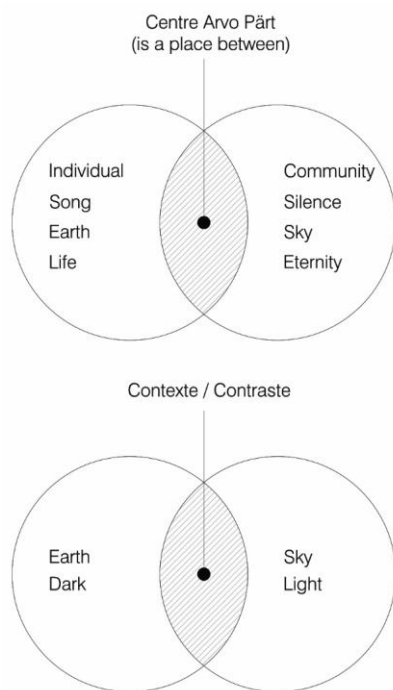 Centre Arvo Pärt
(is a place between)
Individual
Song
Earth
Life
Community
Silence
Sky
Eternity
Contexte / Contraste
Earth
Dark
Sky
Light